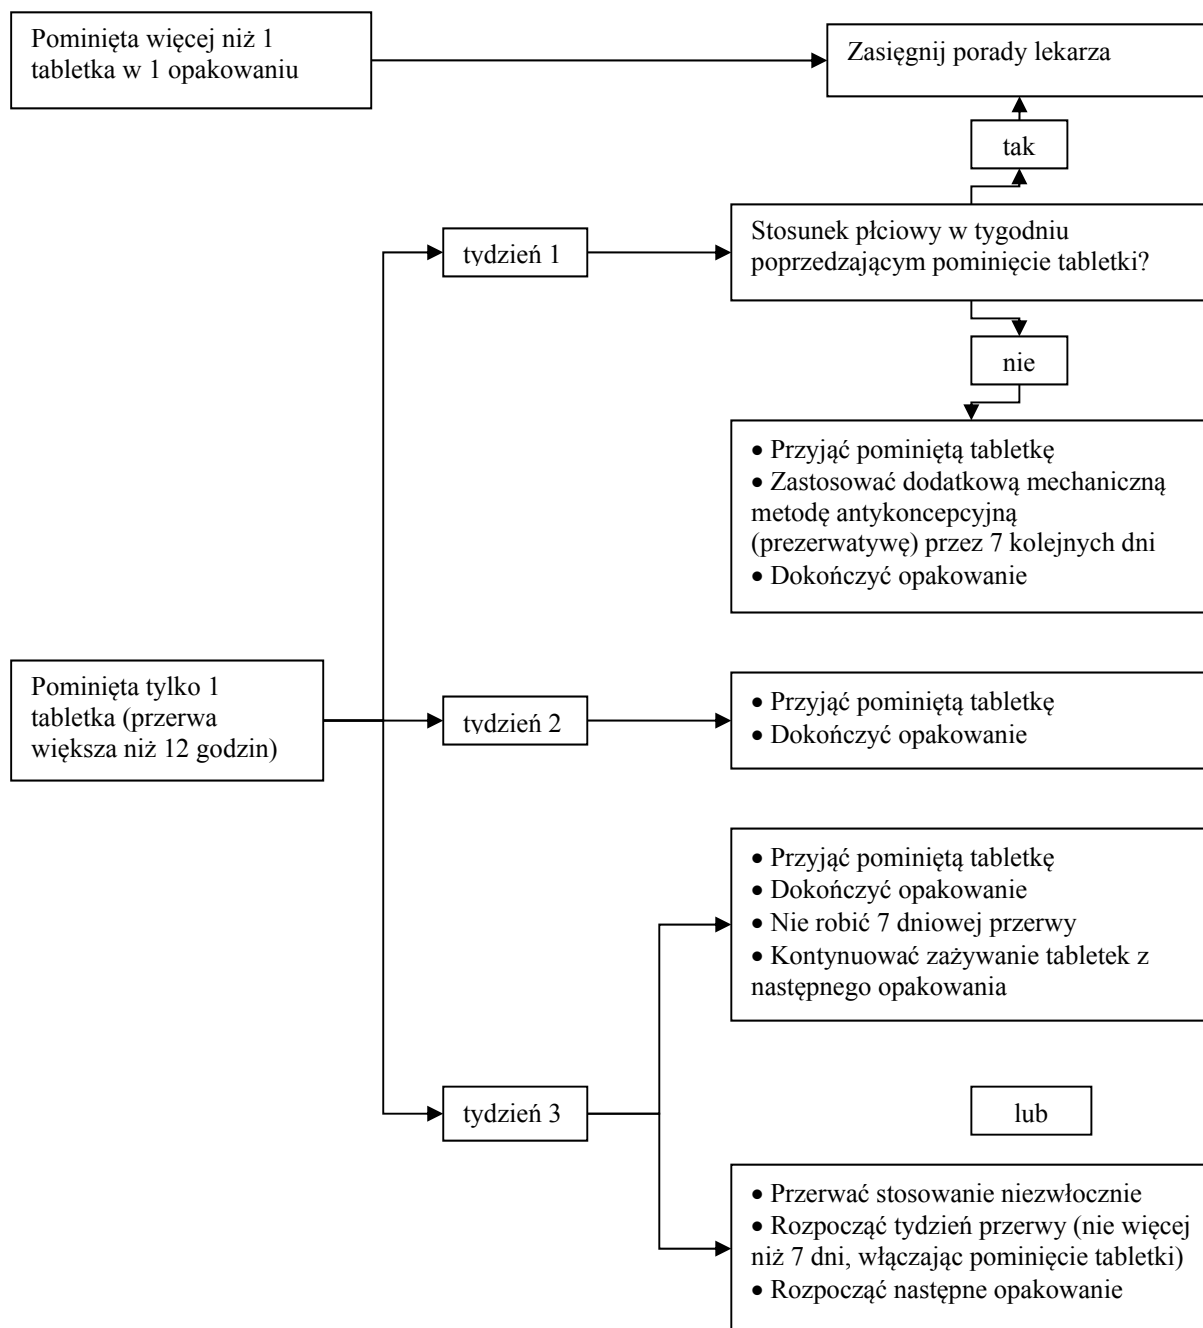 Pominięta więcej niż 1
tabletka w 1 opakowaniu
Zasięgnij porady lekarza
tak
tydzień 1
Stosunek płciowy w tygodniu
poprzedzającym pominięcie tabletki?
nie
• Przyjąć pominiętą tabletkę
• Zastosować dodatkową mechaniczną
metodę antykoncepcyjną
(prezerwatywę) przez 7 kolejnych dni
• Dokończyć opakowanie
Pominięta tylko 1
tabletka (przerwa
większa niż 12 godzin)
tydzień 2
• Przyjąć pominiętą tabletkę
• Dokończyć opakowanie
• Przyjąć pominiętą tabletkę
• Dokończyć opakowanie
• Nie robić 7 dniowej przerwy
• Kontynuować zażywanie tabletek z
następnego opakowania
tydzień 3
lub
• Przerwać stosowanie niezwłocznie
• Rozpocząć tydzień przerwy (nie więcej
niż 7 dni, włączając pominięcie tabletki)
• Rozpocząć następne opakowanie